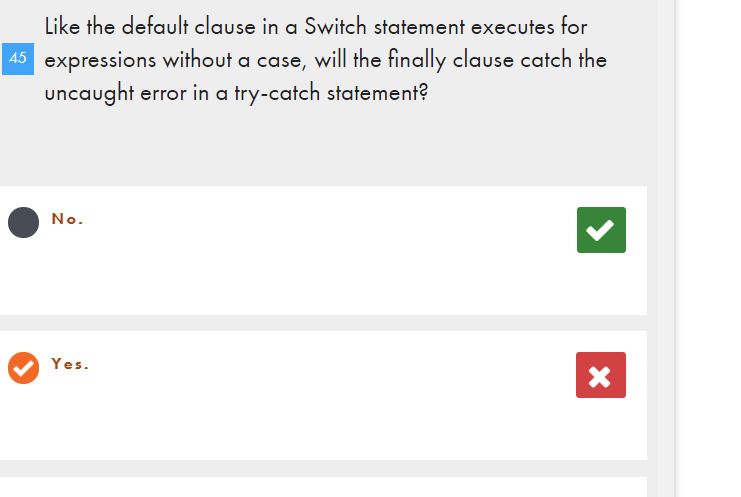 Like the default clause in a Switch statement executes for
45 expressions without a case, will the finally clause catch the
uncaught error in a try-catch statement?
No.
Yes.